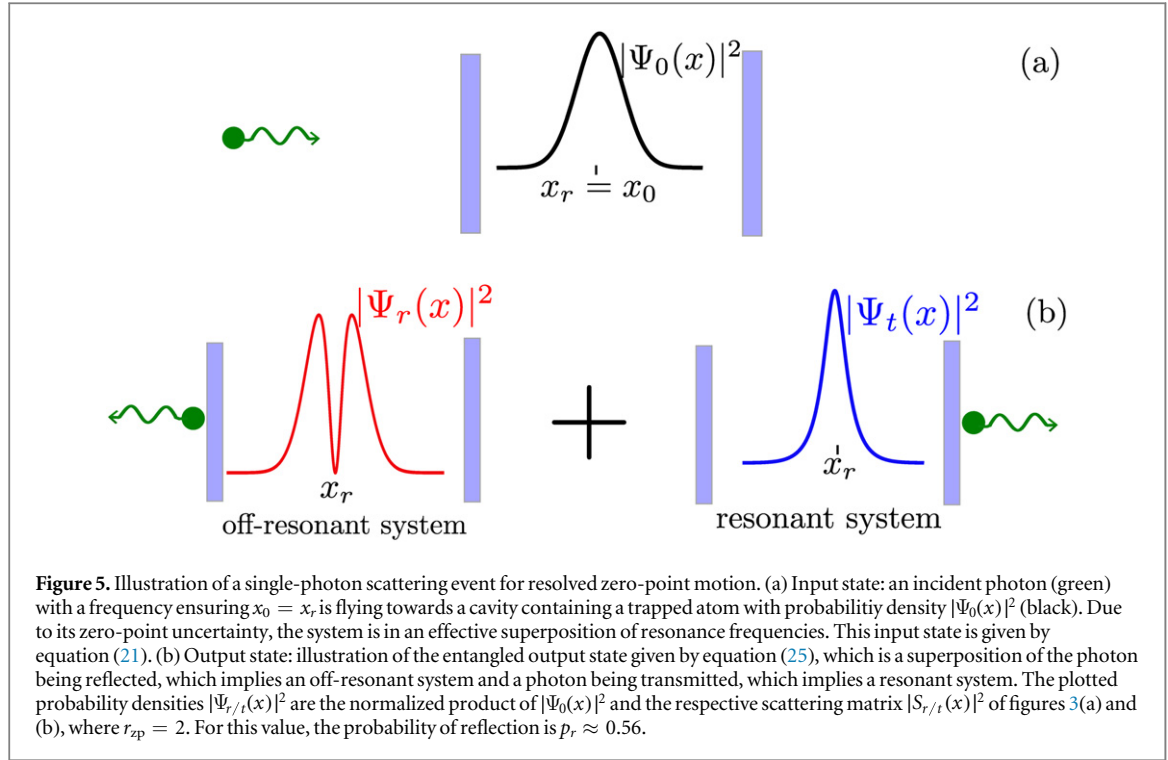 |Ψ₀(x)|²
(a)
xᵣ = x₀
|Ψᵣ(x)|²
|Ψₜ(x)|²
(b)
xᵣ
xᵣ
off-resonant system
resonant system
Figure 5. Illustration of a single-photon scattering event for resolved zero-point motion. (a) Input state: an incident photon (green)
with a frequency ensuring x₀ = xᵣ is flying towards a cavity containing a trapped atom with probabilitiy density |Ψ₀(x)|² (black). Due
to its zero-point uncertainty, the system is in an effective superposition of resonance frequencies. This input state is given by
equation (21). (b) Output state: illustration of the entangled output state given by equation (25), which is a superposition of the photon
being reflected, which implies an off-resonant system and a photon being transmitted, which implies a resonant system. The plotted
probability densities |Ψᵣ/ₜ(x)|² are the normalized product of |Ψ₀(x)|² and the respective scattering matrix |Sᵣ/ₜ(x)|² of figures 3(a) and
(b), where r_zp = 2. For this value, the probability of reflection is pᵣ ≈ 0.56.